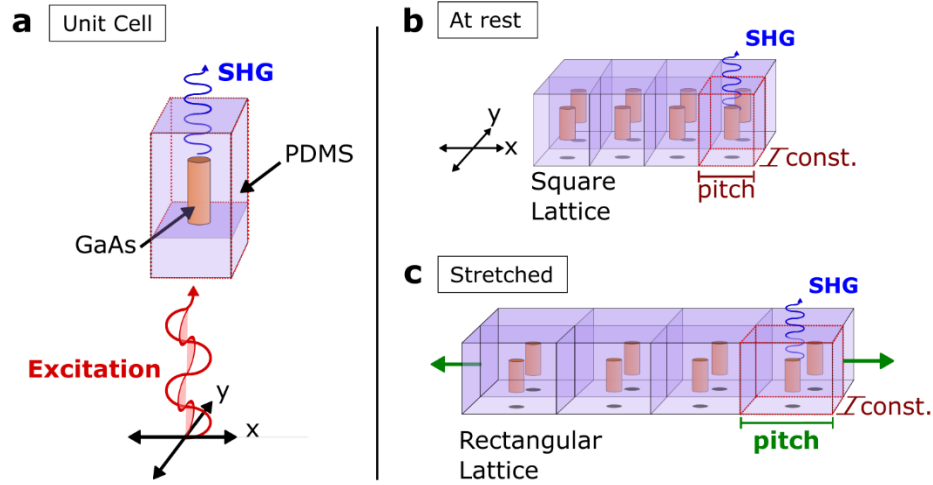 a Unit Cell
SHG
PDMS
GaAs
Excitation
y
x
b At rest
SHG
y
x
const.
pitch
Square
Lattice
c Stretched
SHG
const.
pitch
Rectangular
Lattice